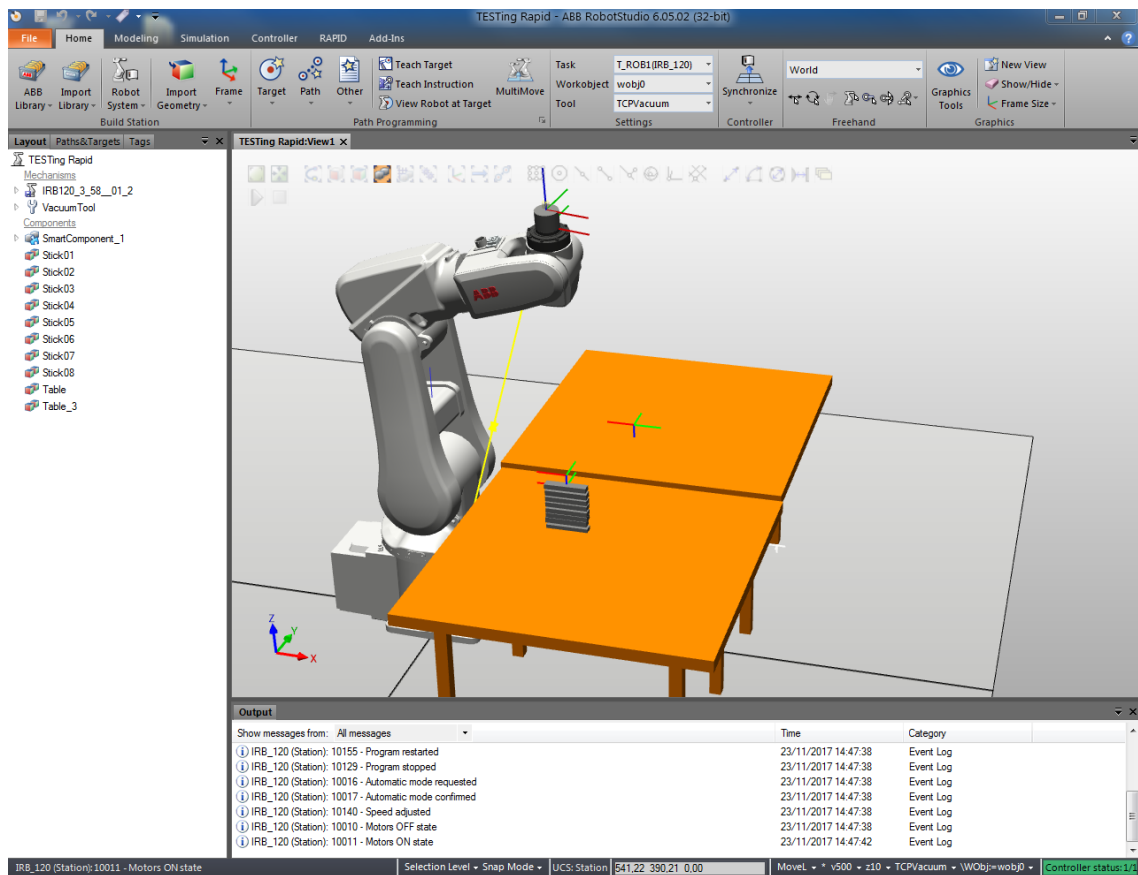 TESTing Rapid - ABB RobotStudio 6.05.02 (32-bit)
File Home Modeling Simulation Controller RAPID Add-Ins
ABB Library Import Library Robot System Import Geometry Frame
Build Station
Target Path Other Teach Target Teach Instruction View Robot at Target MultiMove
Path Programming
Task T_ROB1(IRB_120)
Workobject wobj0
Tool TCPVacuum
Settings
Synchronize
Controller
World
Freehand
Graphics Tools New View Show/Hide Frame Size
Graphics
Layout Paths&Targets Tags
TESTing Rapid:View1
TESTing Rapid
Mechanisms
IRB120_3_58__01_2
VacuumTool
Components
SmartComponent_1
Stick01
Stick02
Stick03
Stick04
Stick05
Stick06
Stick07
Stick08
Table
Table_3
ABB
Z
Y
X
Output
Show messages from: All messages Time Category
IRB_120 (Station): 10155 - Program restarted 23/11/2017 14:47:38 Event Log
IRB_120 (Station): 10129 - Program stopped 23/11/2017 14:47:38 Event Log
IRB_120 (Station): 10016 - Automatic mode requested 23/11/2017 14:47:38 Event Log
IRB_120 (Station): 10017 - Automatic mode confirmed 23/11/2017 14:47:38 Event Log
IRB_120 (Station): 10140 - Speed adjusted 23/11/2017 14:47:38 Event Log
IRB_120 (Station): 10010 - Motors OFF state 23/11/2017 14:47:38 Event Log
IRB_120 (Station): 10011 - Motors ON state 23/11/2017 14:47:42 Event Log
IRB_120 (Station): 10011 - Motors ON state Selection Level Snap Mode UCS: Station 541,22 390,21 0,00 MoveL * v500 z10 TCPVacuum \WObj:=wobj0 Controller status: 1/1